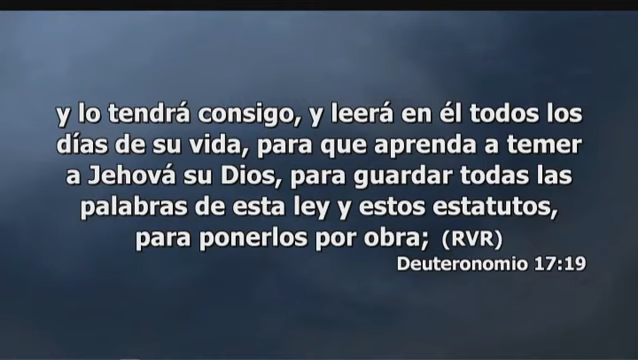 y lo tendrá consigo, y leerá en él todos los
días de su vida, para que aprenda a temer
a Jehová su Dios, para guardar todas las
palabras de esta ley y estos estatutos,
para ponerlos por obra; (RVR)
Deuteronomio 17:19